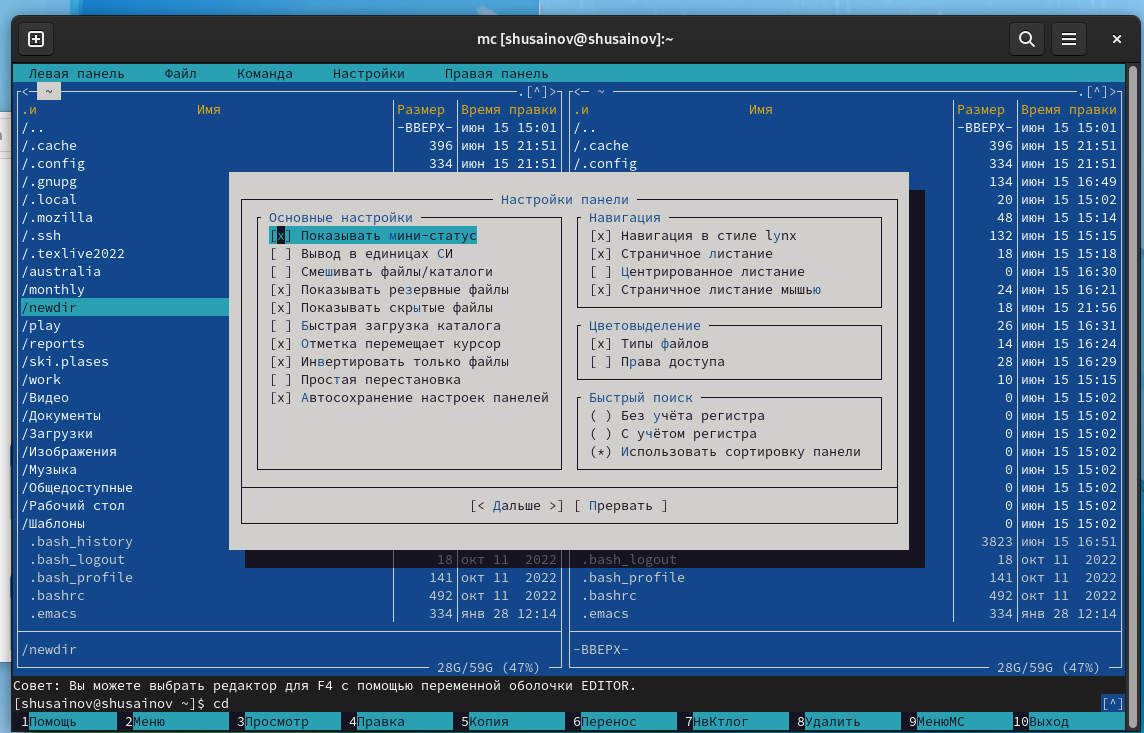 mc [shusainov@shusainov]:~
Левая панель Файл Команда Настройки Правая панель
<─ ~ .[^]> <─ ~ .[^]>
.и Имя Размер Время правки .и Имя Размер Время правки
/.. -ВВЕРХ- июн 15 15:01 /.. -ВВЕРХ- июн 15 15:01
/.cache 396 июн 15 21:51 /.cache 396 июн 15 21:51
/.config 334 июн 15 21:51 /.config 334 июн 15 21:51
/.gnupg 134 июн 15 16:49
/.local Настройки панели 20 июн 15 15:02
/.mozilla Основные настройки Навигация 48 июн 15 15:14
/.ssh [x] Показывать мини-статус [x] Навигация в стиле lynx 132 июн 15 15:15
/.texlive2022 [ ] Вывод в единицах СИ [x] Страничное листание 18 июн 15 15:18
/australia [ ] Смешивать файлы/каталоги [ ] Центрированное листание 0 июн 15 16:30
/monthly [x] Показывать резервные файлы [x] Страничное листание мышью 24 июн 15 16:21
/newdir [x] Показывать скрытые файлы 18 июн 15 21:56
/play [ ] Быстрая загрузка каталога Цветовыделение 26 июн 15 16:31
/reports [x] Отметка перемещает курсор [x] Типы файлов 14 июн 15 16:24
/ski.plases [x] Инвертировать только файлы [ ] Права доступа 28 июн 15 16:29
/work [ ] Простая перестановка 10 июн 15 15:15
/Видео [x] Автосохранение настроек панелей Быстрый поиск 0 июн 15 15:02
/Документы ( ) Без учёта регистра 0 июн 15 15:02
/Загрузки ( ) С учётом регистра 0 июн 15 15:02
/Изображения (*) Использовать сортировку панели 0 июн 15 15:02
/Музыка 0 июн 15 15:02
/Общедоступные 0 июн 15 15:02
/Рабочий стол [< Дальше >] [ Прервать ] 0 июн 15 15:02
/Шаблоны 0 июн 15 15:02
.bash_history 3823 июн 15 16:51
.bash_logout 18 окт 11 2022 .bash_logout 18 окт 11 2022
.bash_profile 141 окт 11 2022 .bash_profile 141 окт 11 2022
.bashrc 492 окт 11 2022 .bashrc 492 окт 11 2022
.emacs 334 янв 28 12:14 .emacs 334 янв 28 12:14
/newdir -ВВЕРХ-
28G/59G (47%) 28G/59G (47%)
Совет: Вы можете выбрать редактор для F4 с помощью переменной оболочки EDITOR.
[shusainov@shusainov ~]$ cd [^]
1Помощь 2Меню 3Просмотр 4Правка 5Копия 6Перенос 7НвКтлог 8Удалить 9МенюМС 10Выход